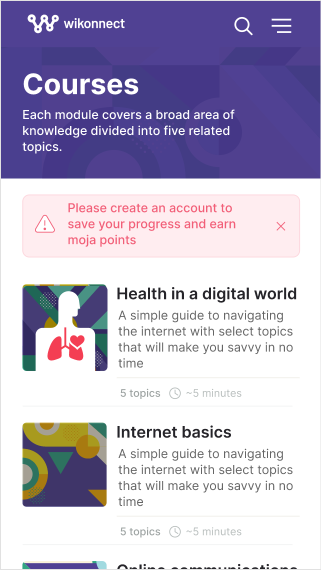 wikonnect
Courses
Each module covers a broad area of
knowledge divided into five related
topics.
Please create an account to
save your progress and earn
moja points
Health in a digital world
A simple guide to navigating
the internet with select topics
that will make you savvy in no
time
5 topics ~5 minutes
Internet basics
A simple guide to navigating
the internet with select topics
that will make you savvy in no
time
5 topics ~5 minutes
Online communications